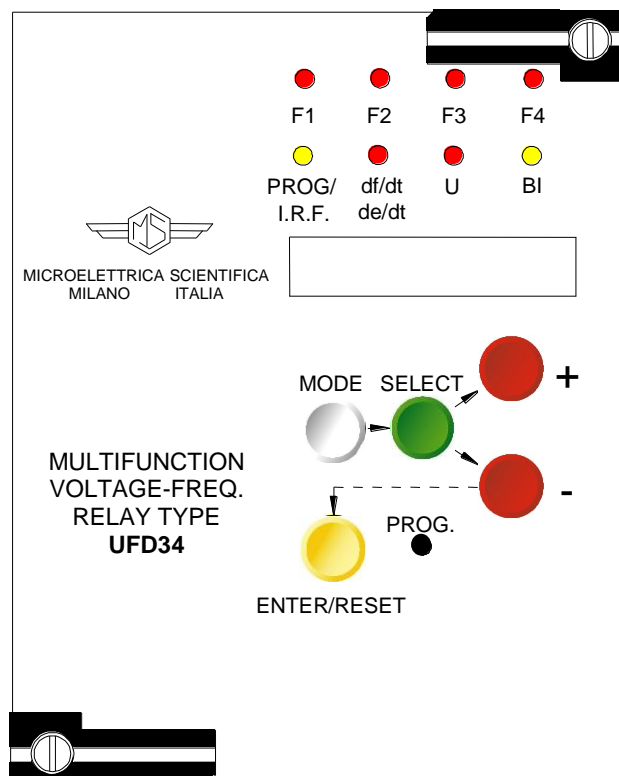 F1 F2 F3 F4
PROG/ df/dt U BI
I.R.F. de/dt
MS
MICROELETTRICA SCIENTIFICA
MILANO ITALIA
MODE SELECT +
MULTIFUNCTION
VOLTAGE-FREQ.
RELAY TYPE
UFD34
-
PROG.
ENTER/RESET